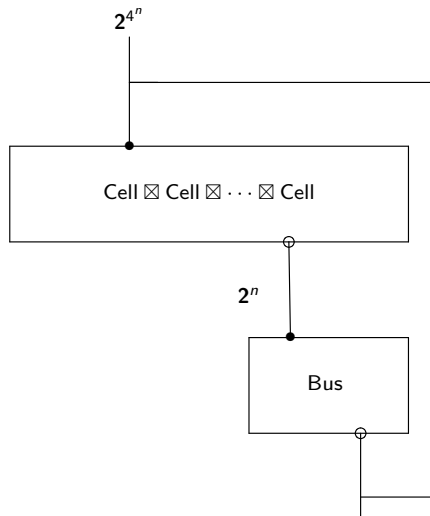 2^{4^n}
Cell ⊠ Cell ⊠ · · · ⊠ Cell
2^n
Bus